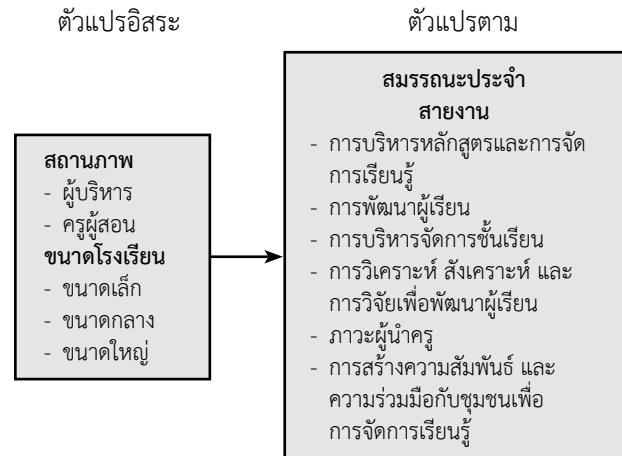 ตัวแปรอิสระ
ตัวแปรตาม
สถานภาพ
- ผู้บริหาร
- ครูผู้สอน
ขนาดโรงเรียน
- ขนาดเล็ก
- ขนาดกลาง
- ขนาดใหญ่
สมรรถนะประจำ
สายงาน
- การบริหารหลักสูตรและการจัด
การเรียนรู้
- การพัฒนาผู้เรียน
- การบริหารจัดการชั้นเรียน
- การวิเคราะห์ สังเคราะห์ และ
การวิจัยเพื่อพัฒนาผู้เรียน
- ภาวะผู้นำครู
- การสร้างความสัมพันธ์ และ
ความร่วมมือกับชุมชนเพื่อ
การจัดการเรียนรู้